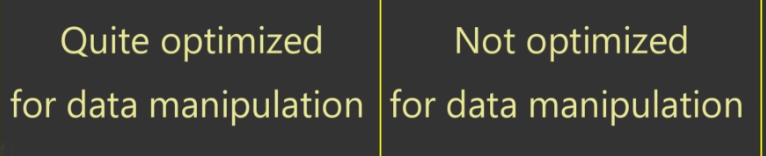 Quite optimized
for data manipulation
Not optimized
for data manipulation